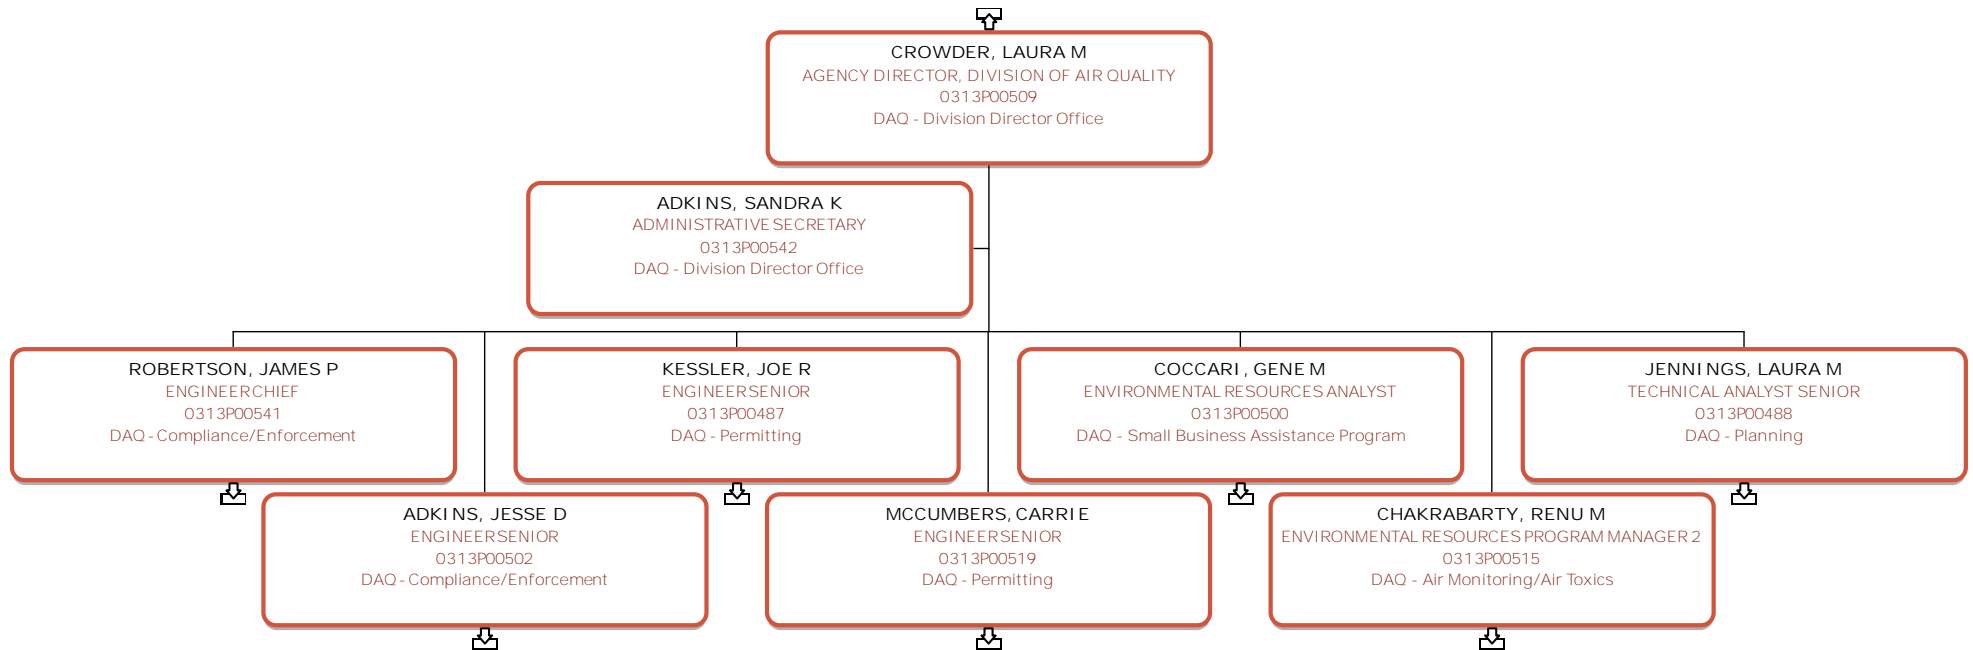 CROWDER, LAURA M
AGENCY DIRECTOR, DIVISION OF AIR QUALITY
0313P00509
DAQ - Division Director Office
ADKINS, SANDRA K
ADMINISTRATIVE SECRETARY
0313P00542
DAQ - Division Director Office
ROBERTSON, JAMES P
ENGINEER CHIEF
0313P00541
DAQ - Compliance/Enforcement
KESSLER, JOE R
ENGINEER SENIOR
0313P00487
DAQ - Permitting
COCCARI, GENE M
ENVIRONMENTAL RESOURCES ANALYST
0313P00500
DAQ - Small Business Assistance Program
JENNINGS, LAURA M
TECHNICAL ANALYST SENIOR
0313P00488
DAQ - Planning
ADKINS, JESSE D
ENGINEER SENIOR
0313P00502
DAQ - Compliance/Enforcement
MCCUMBERS, CARRIE
ENGINEER SENIOR
0313P00519
DAQ - Permitting
CHAKRABARTY, RENU M
ENVIRONMENTAL RESOURCES PROGRAM MANAGER 2
0313P00515
DAQ - Air Monitoring/Air Toxics